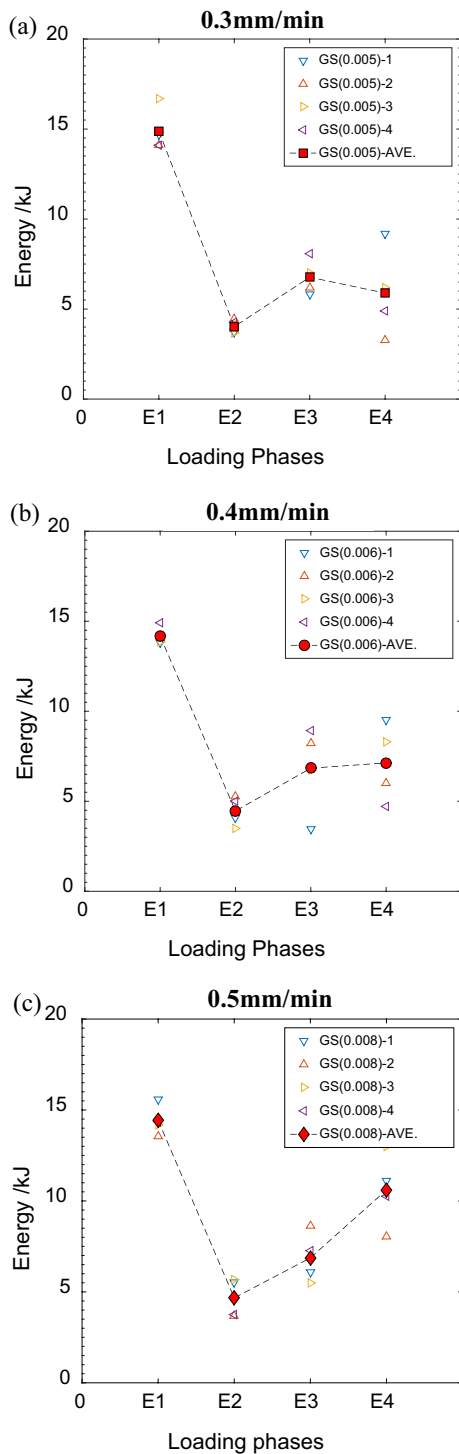 (a)
0.3mm/min
20
15
10
5
0
Energy /kJ
GS(0.005)-1
GS(0.005)-2
GS(0.005)-3
GS(0.005)-4
GS(0.005)-AVE.
0 E1 E2 E3 E4
Loading Phases
(b)
0.4mm/min
20
15
10
5
0
Energy /kJ
GS(0.006)-1
GS(0.006)-2
GS(0.006)-3
GS(0.006)-4
GS(0.006)-AVE.
0 E1 E2 E3 E4
Loading Phases
(c)
0.5mm/min
20
15
10
5
0
Energy /kJ
GS(0.008)-1
GS(0.008)-2
GS(0.008)-3
GS(0.008)-4
GS(0.008)-AVE.
0 E1 E2 E3 E4
Loading phases